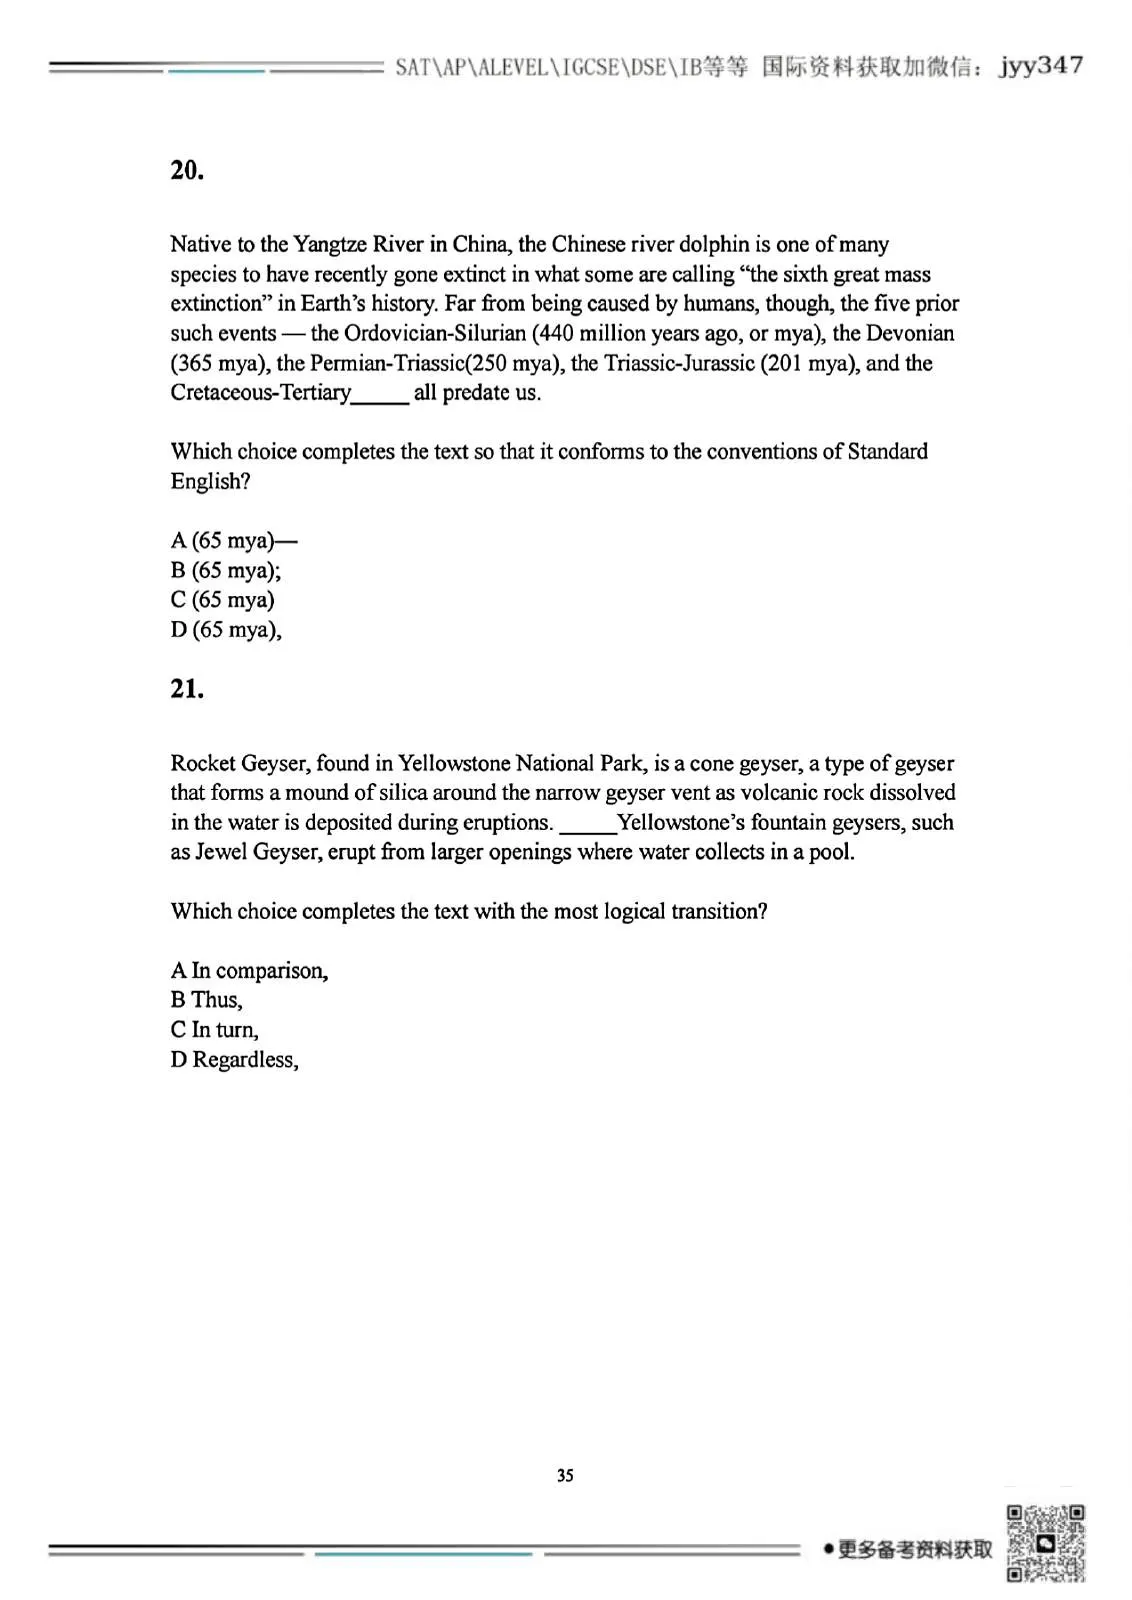 SAT\AP\ALEVEL\IGCSE\DSE\IB等等 国际资料获取加微信：jyy347
20.
Native to the Yangtze River in China, the Chinese river dolphin is one of many
species to have recently gone extinct in what some are calling “the sixth great mass
extinction” in Earth’s history. Far from being caused by humans, though, the five prior
such events — the Ordovician-Silurian (440 million years ago, or mya), the Devonian
(365 mya), the Permian-Triassic(250 mya), the Triassic-Jurassic (201 mya), and the
Cretaceous-Tertiary_____ all predate us.
Which choice completes the text so that it conforms to the conventions of Standard
English?
A (65 mya)—
B (65 mya);
C (65 mya)
D (65 mya),
21.
Rocket Geyser, found in Yellowstone National Park, is a cone geyser, a type of geyser
that forms a mound of silica around the narrow geyser vent as volcanic rock dissolved
in the water is deposited during eruptions. _____Yellowstone’s fountain geysers, such
as Jewel Geyser, erupt from larger openings where water collects in a pool.
Which choice completes the text with the most logical transition?
A In comparison,
B Thus,
C In turn,
D Regardless,
35
●更多备考资料获取